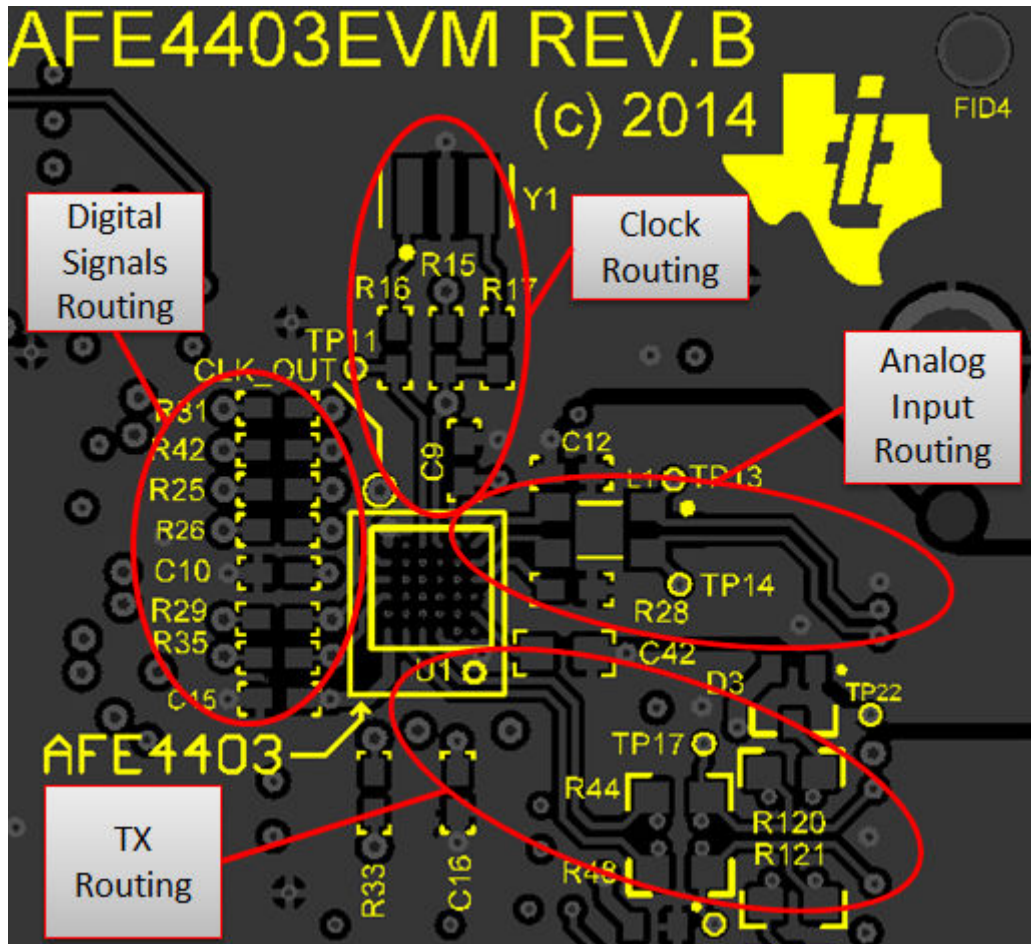 AFE4403EVM REV.B
(c) 2014
FID4
Digital
Signals
Routing
Y1
Clock
Routing
R15
R16
R17
TP11
CLK_OUT
Analog
Input
Routing
R31
R42
C9
C12
L1
TP13
R25
R26
C10
TP14
R29
R28
R35
C42
U1
C15
D3
TP22
AFE4403
TP17
R44
TX
Routing
R120
R121
R33
C16
R48